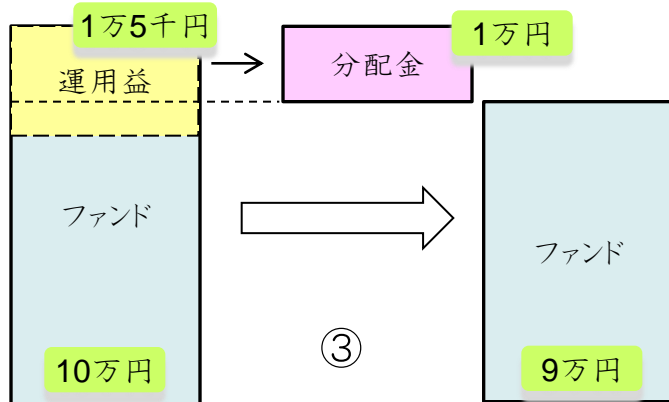 1万5千円
運用益
分配金
1万円
ファンド
ファンド
③
10万円
9万円